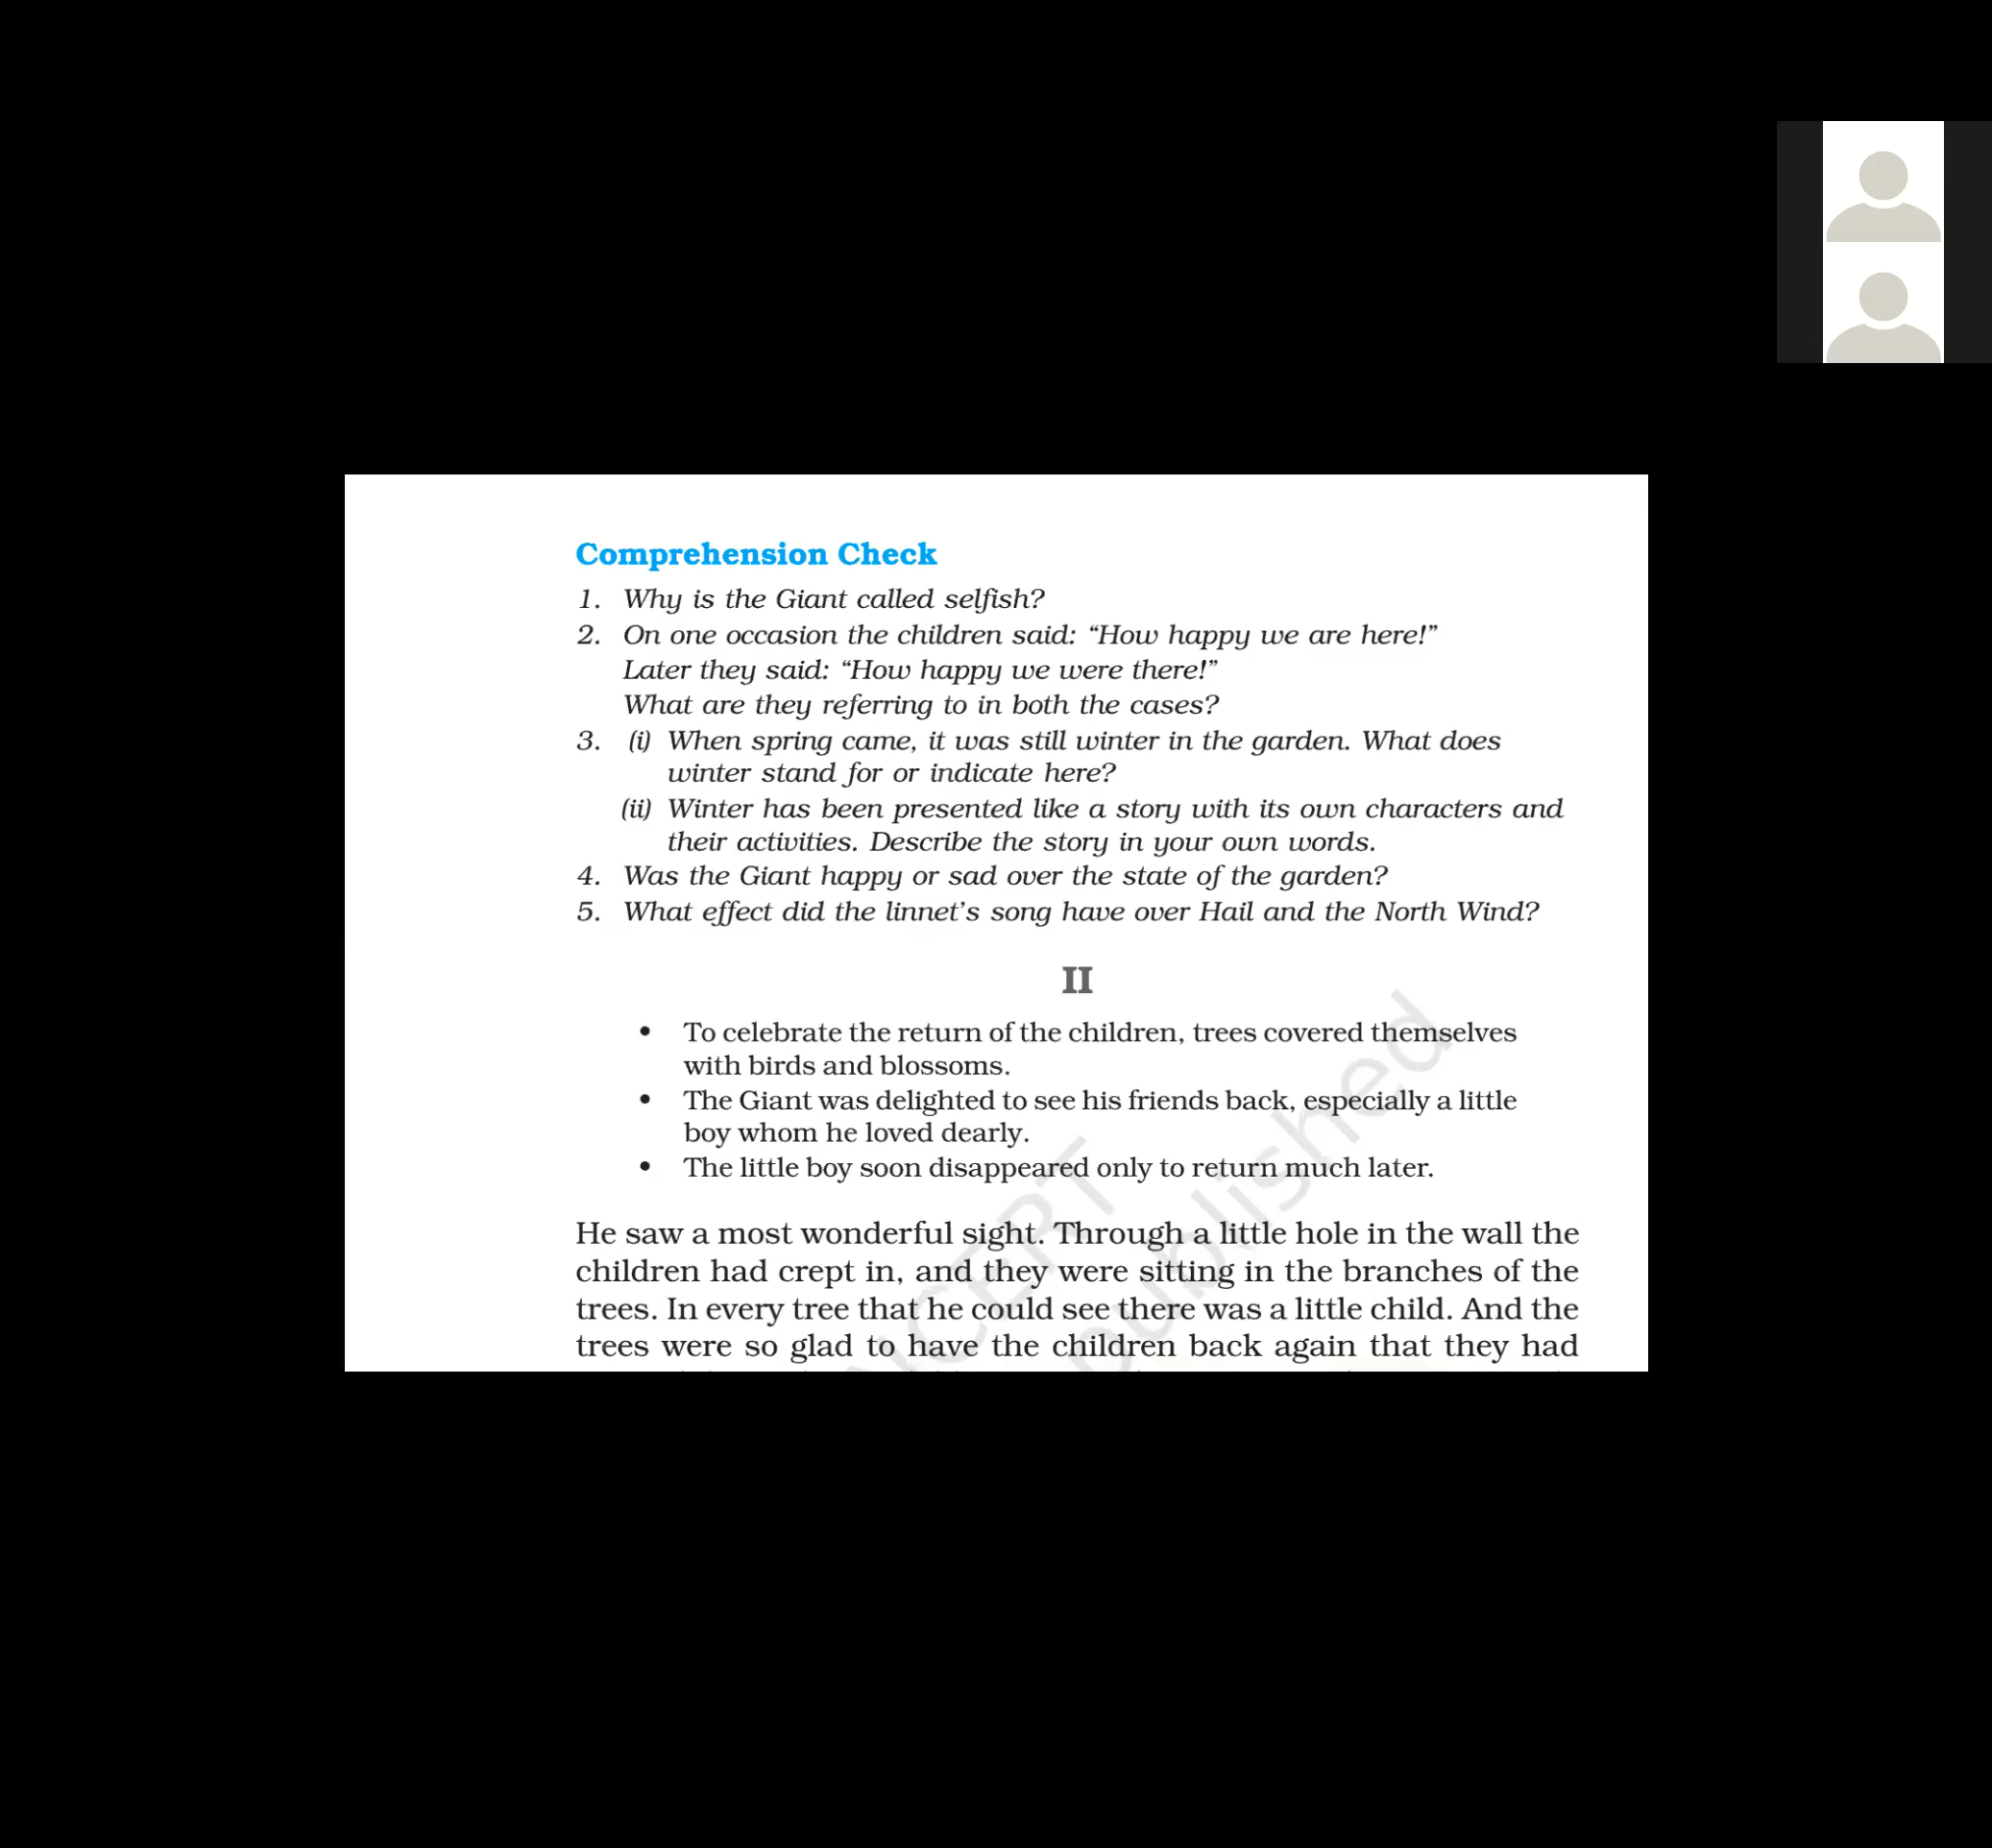 Comprehension Check
1. Why is the Giant called selfish?
2. On one occasion the children said: “How happy we are here!”
Later they said: “How happy we were there!”
What are they referring to in both the cases?
3. (i) When spring came, it was still winter in the garden. What does
winter stand for or indicate here?
(ii) Winter has been presented like a story with its own characters and
their activities. Describe the story in your own words.
4. Was the Giant happy or sad over the state of the garden?
5. What effect did the linnet’s song have over Hail and the North Wind?
II
• To celebrate the return of the children, trees covered themselves
with birds and blossoms.
• The Giant was delighted to see his friends back, especially a little
boy whom he loved dearly.
• The little boy soon disappeared only to return much later.
He saw a most wonderful sight. Through a little hole in the wall the
children had crept in, and they were sitting in the branches of the
trees. In every tree that he could see there was a little child. And the
trees were so glad to have the children back again that they had
NCERT
published